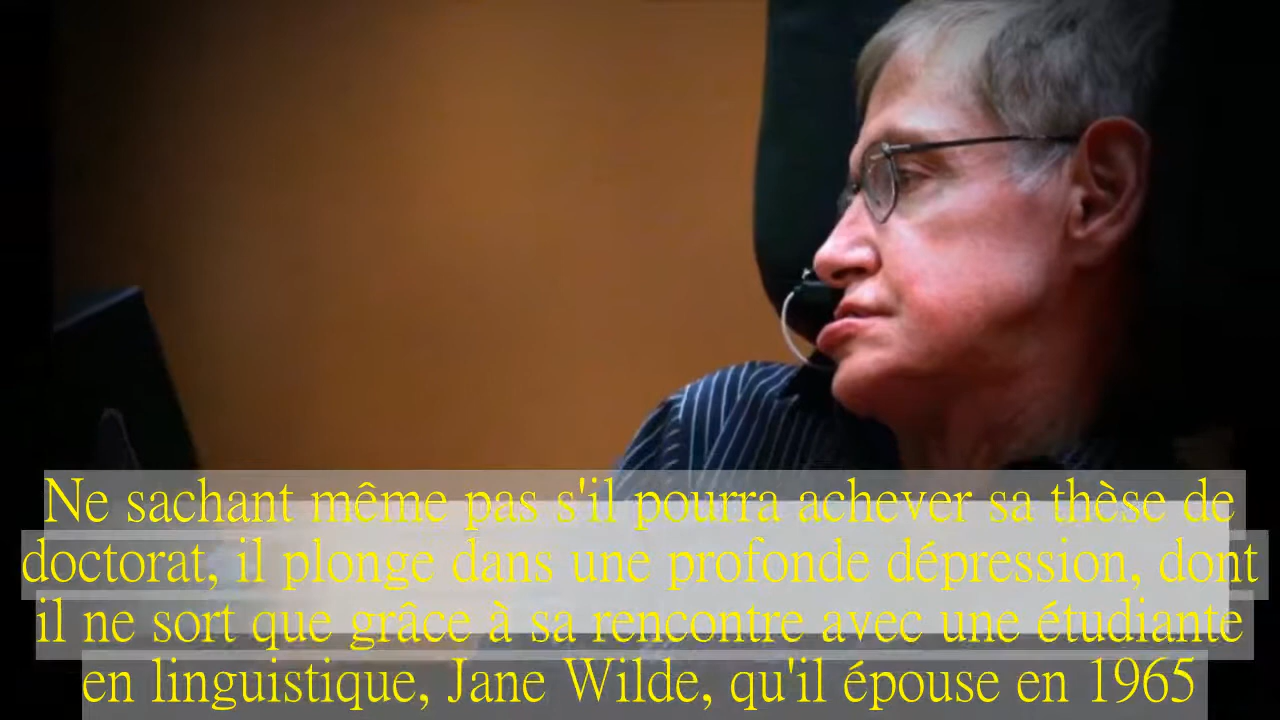 Ne sachant même pas s'il pourra achever sa thèse de
doctorat, il plonge dans une profonde dépression, dont
il ne sort que grâce à sa rencontre avec une étudiante
en linguistique, Jane Wilde, qu'il épouse en 1965